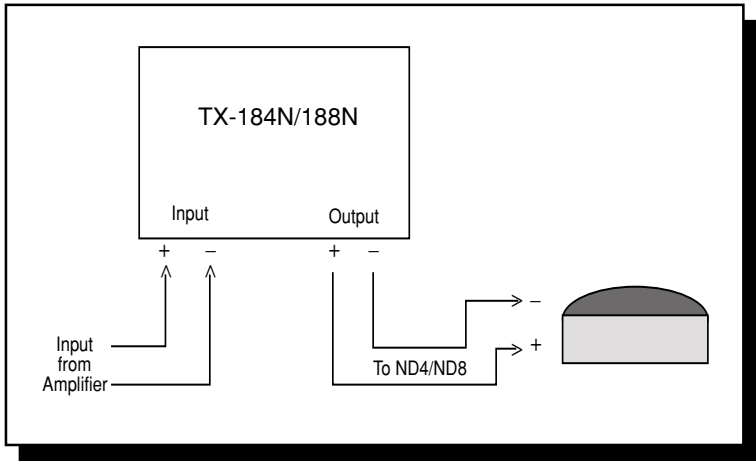 TX-184N/188N
Input Output
+ – + –
–
+
Input
from
Amplifier
To ND4/ND8